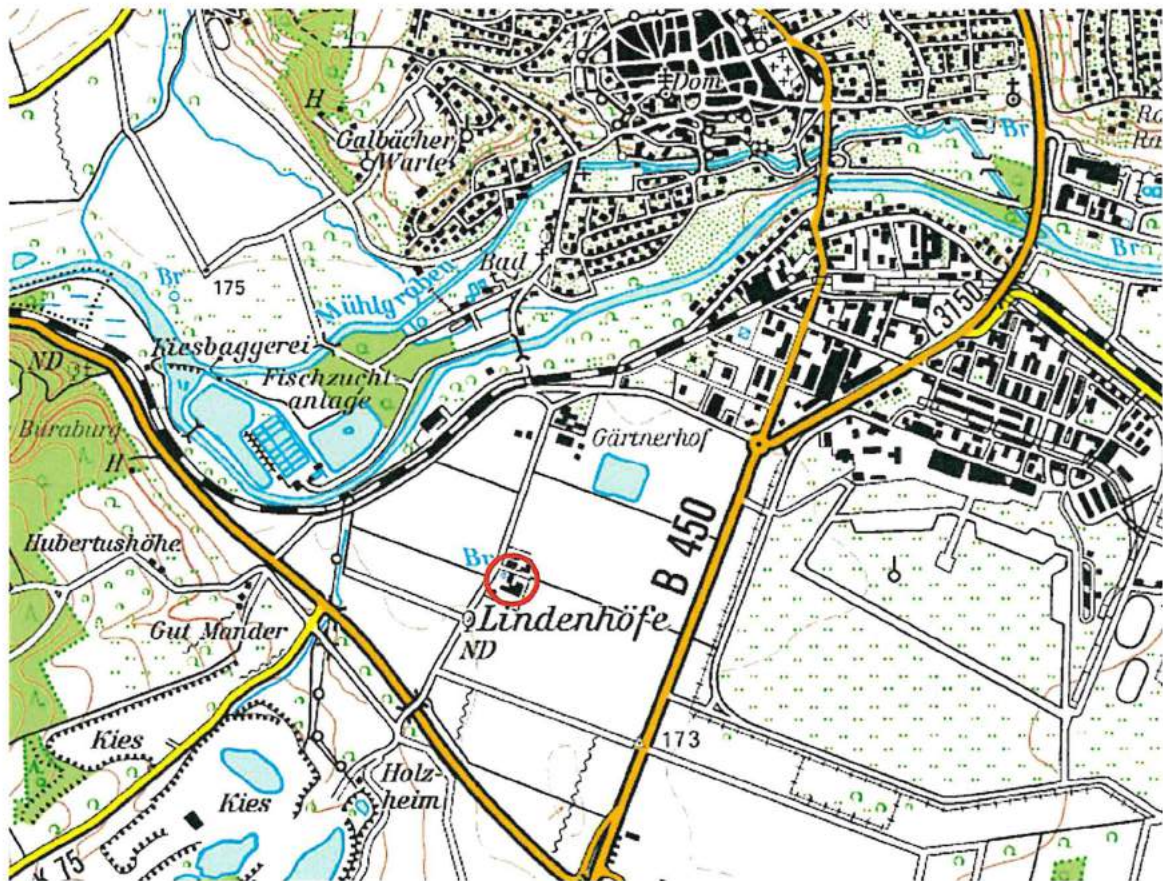 Dom
H
Galbächer
Warte
Br
Ro
Br
Bad
Mühlgraben
Br
175
L 3150
Kiesbaggerei
ND
Fischzucht-
anlage
Büraburg
Gärtnerhof
H
B 450
Hubertushöhe
Br
Lindenhöfe
Gut Mander
ND
Kies
173
Kies
Holz-
heim
K 75